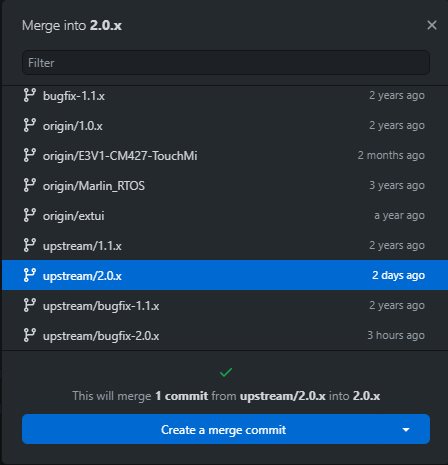 Merge into 2.0.x
Filter
bugfix-1.1.x 2 years ago
origin/1.0.x 2 years ago
origin/E3V1-CM427-TouchMi 2 months ago
origin/Marlin_RTOS 3 years ago
origin/extui a year ago
upstream/1.1.x 2 years ago
upstream/2.0.x 2 days ago
upstream/bugfix-1.1.x 2 years ago
upstream/bugfix-2.0.x 3 hours ago
This will merge 1 commit from upstream/2.0.x into 2.0.x
Create a merge commit